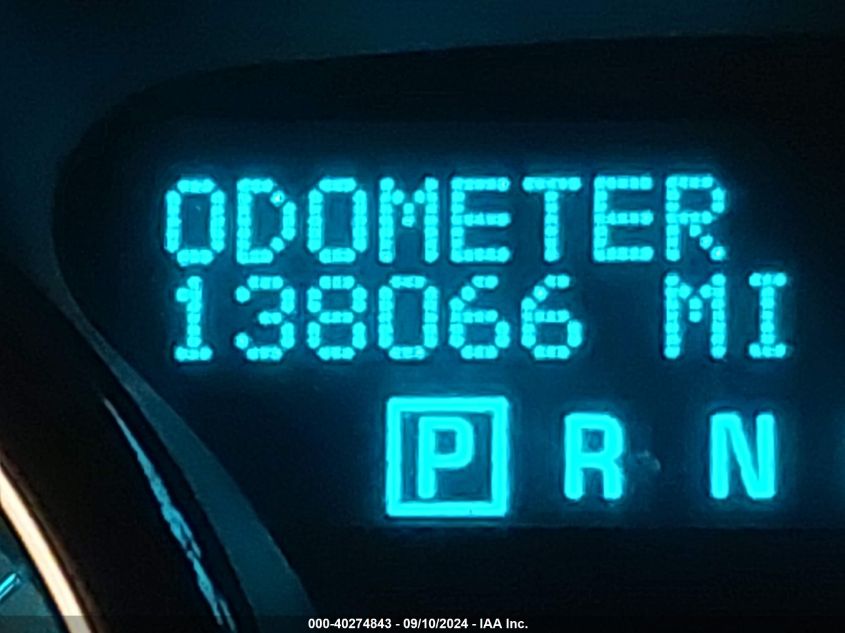 ODOMETER
138066 MI
P R N
000-40274843 - 09/10/2024 - IAA Inc.